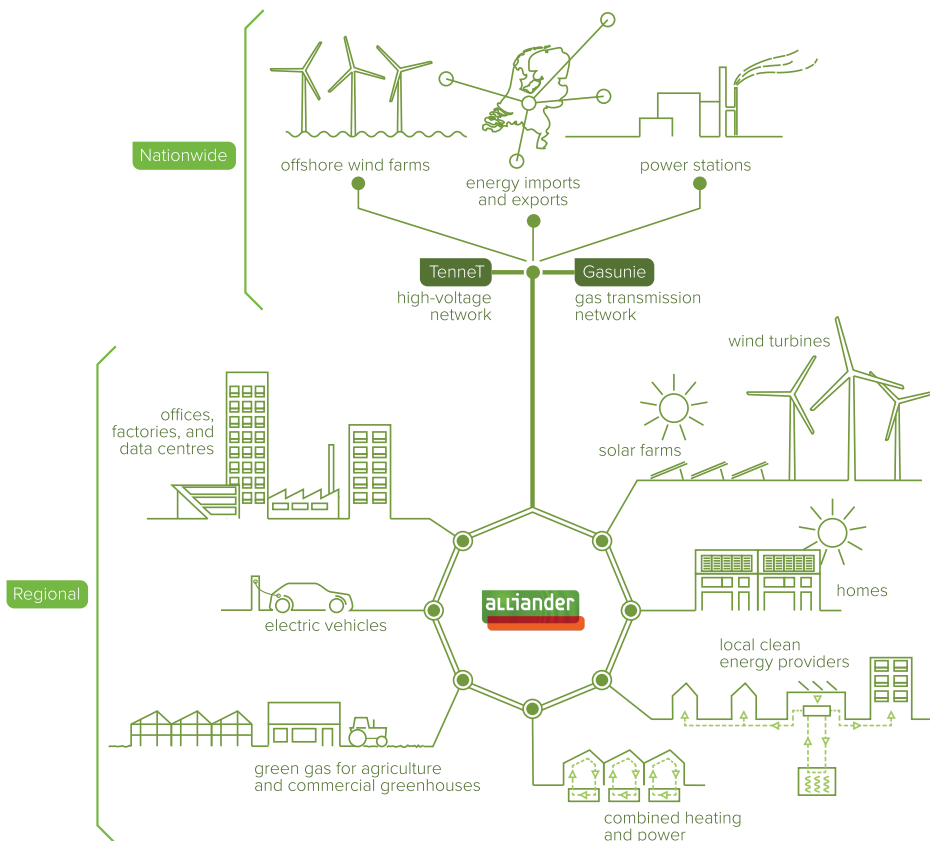 Nationwide
offshore wind farms
energy imports
and exports
power stations
TenneT
high-voltage
network
Gasunie
gas transmission
network
wind turbines
solar farms
offices,
factories, and
data centres
Regional
alliander
electric vehicles
homes
local clean
energy providers
green gas for agriculture
and commercial greenhouses
combined heating
and power